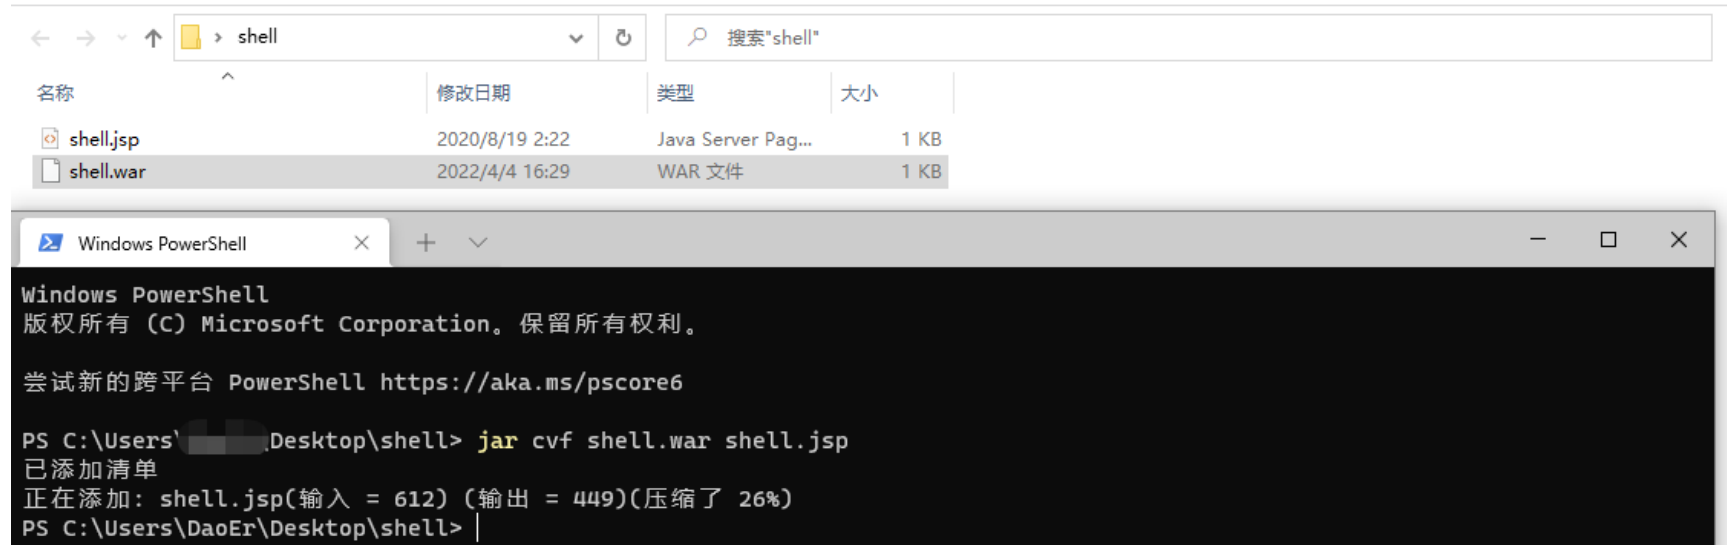 shell
搜索"shell"
名称 修改日期 类型 大小
shell.jsp 2020/8/19 2:22 Java Server Pag... 1 KB
shell.war 2022/4/4 16:29 WAR 文件 1 KB
Windows PowerShell
Windows PowerShell
版权所有 (C) Microsoft Corporation。保留所有权利。
尝试新的跨平台 PowerShell https://aka.ms/pscore6
PS C:\Users\ Desktop\shell> jar cvf shell.war shell.jsp
已添加清单
正在添加: shell.jsp(输入 = 612) (输出 = 449)(压缩了 26%)
PS C:\Users\DaoEr\Desktop\shell>